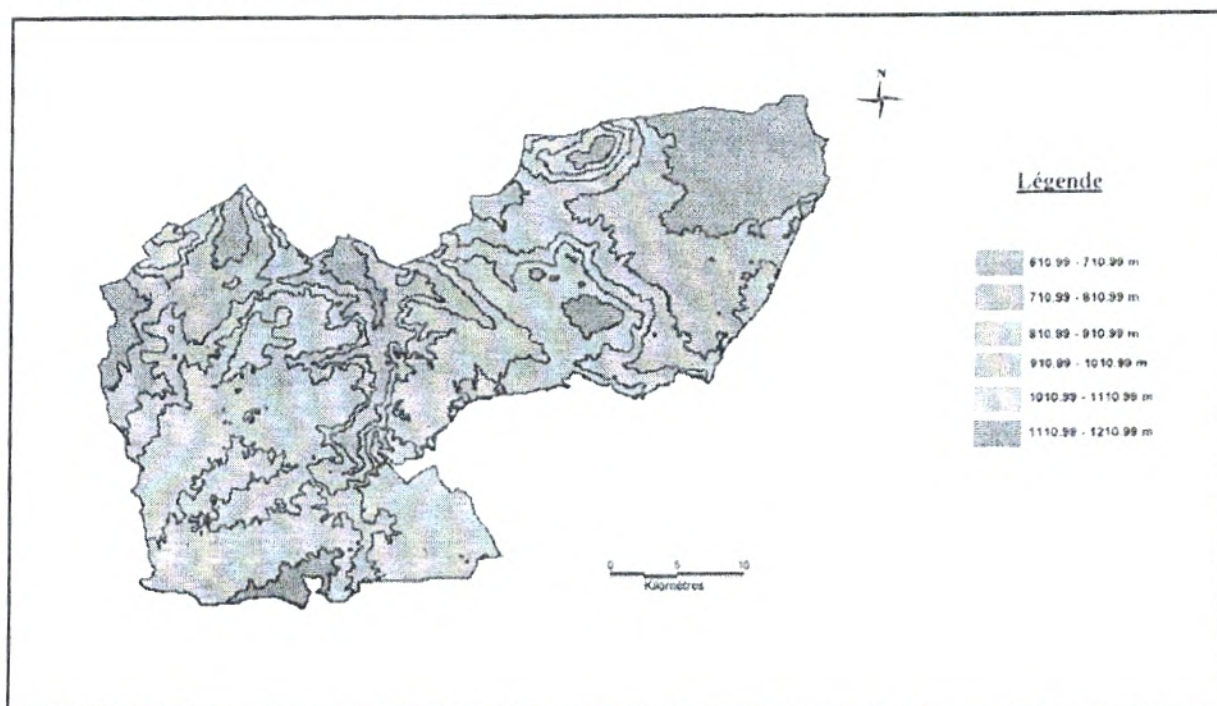 N
Légende
610.99 - 710.99 m
710.99 - 810.99 m
810.99 - 910.99 m
910.99 - 1010.99 m
1010.99 - 1110.99 m
1110.99 - 1210.99 m
0 5 10
Kilomètres